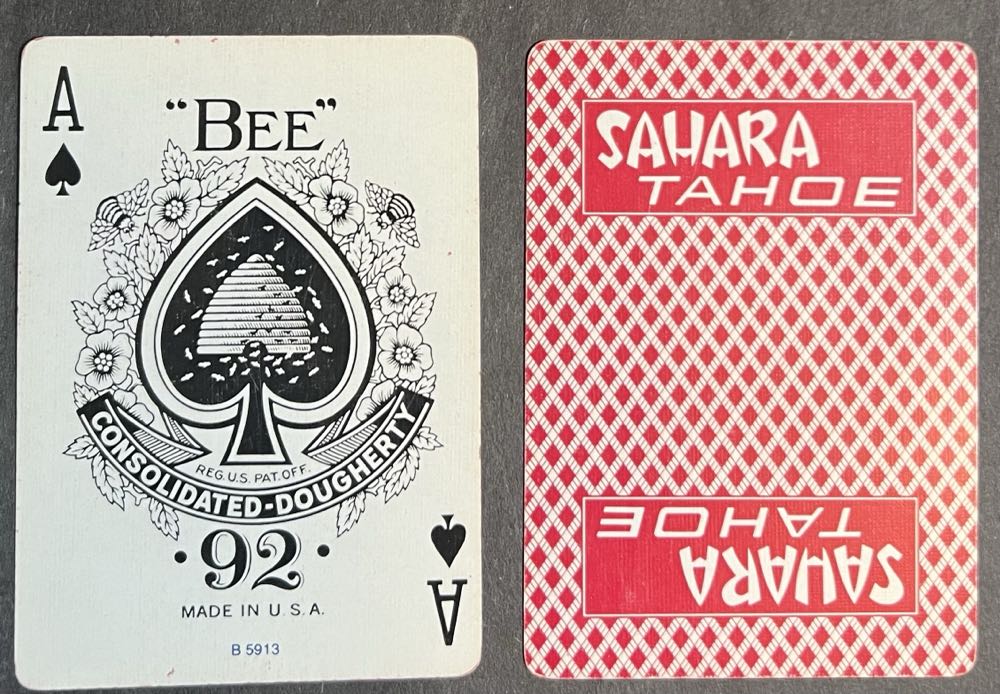 A
"BEE"
REG. U.S. PAT. OFF.
CONSOLIDATED-DOUGHERTY
•92•
MADE IN U.S.A.
B 5913
A
SAHARA
TAHOE
SAHARA
TAHOE